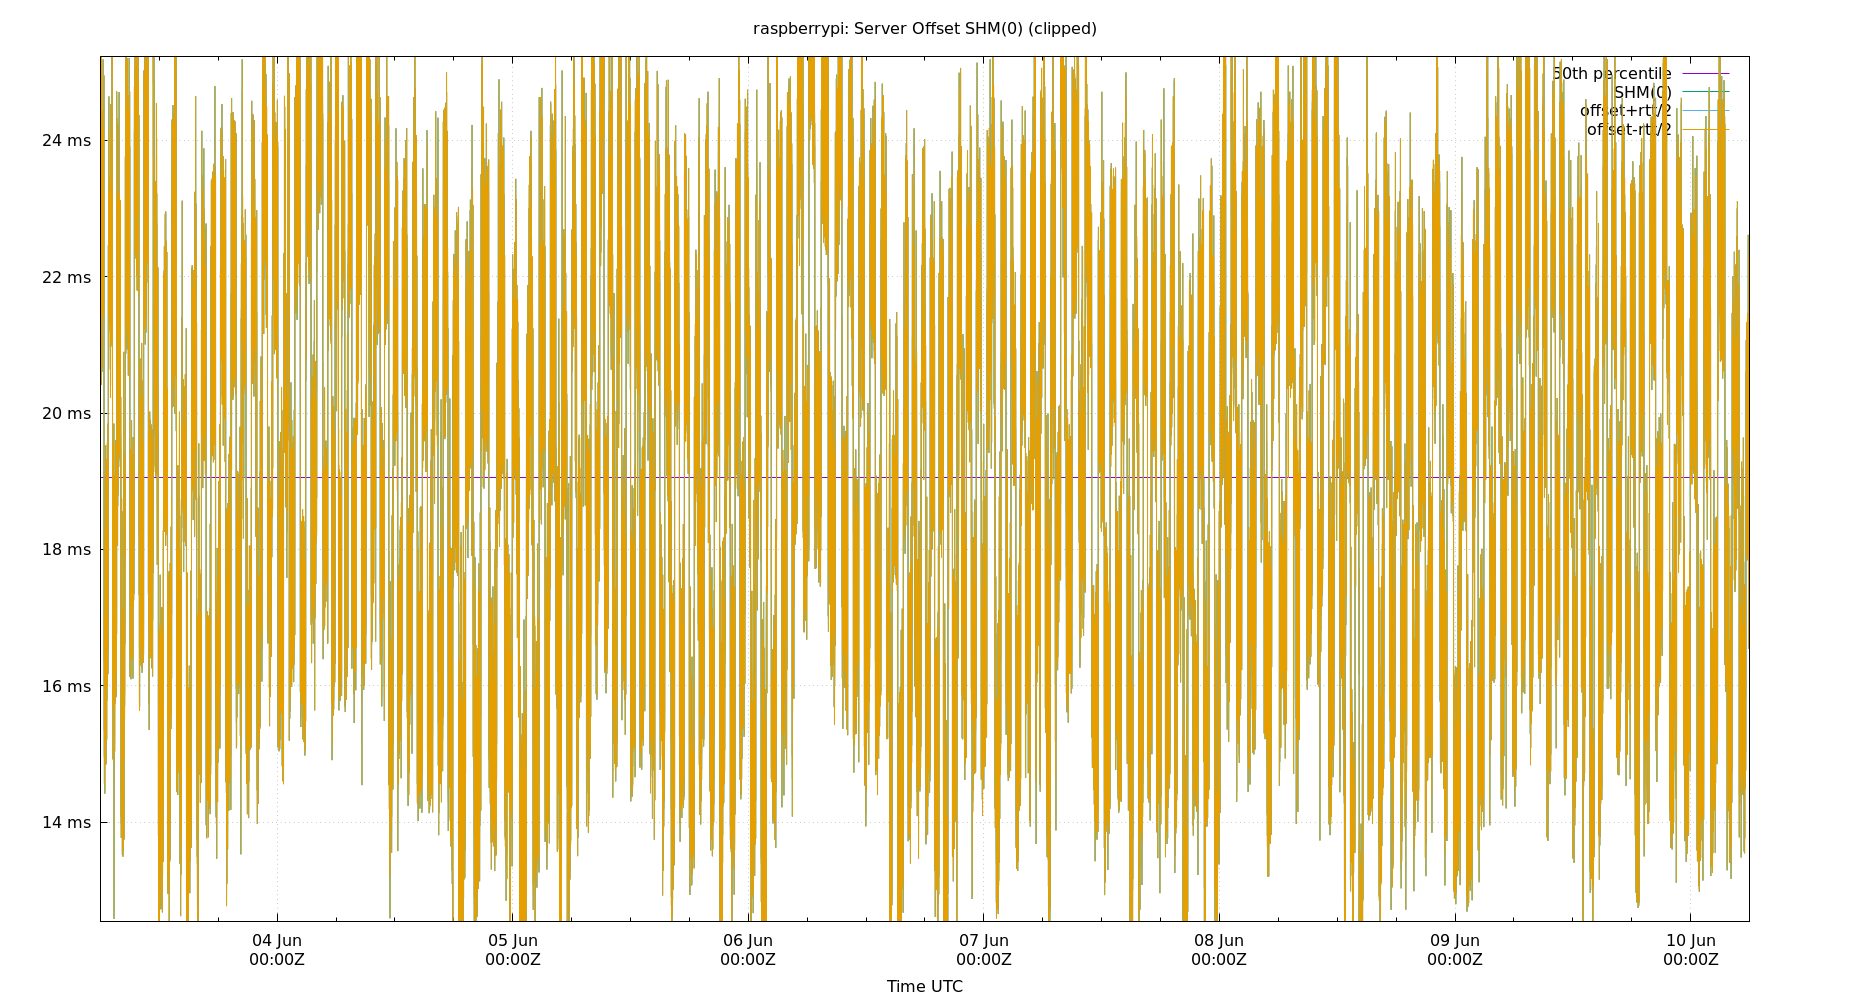 raspberrypi: Server Offset SHM(0) (clipped)
50th percentile
SHM(0)
offset+rtt/2
offset-rtt/2
24 ms
22 ms
20 ms
18 ms
16 ms
14 ms
04 Jun 05 Jun 06 Jun 07 Jun 08 Jun 09 Jun 10 Jun
00:00Z 00:00Z 00:00Z 00:00Z 00:00Z 00:00Z 00:00Z
Time UTC